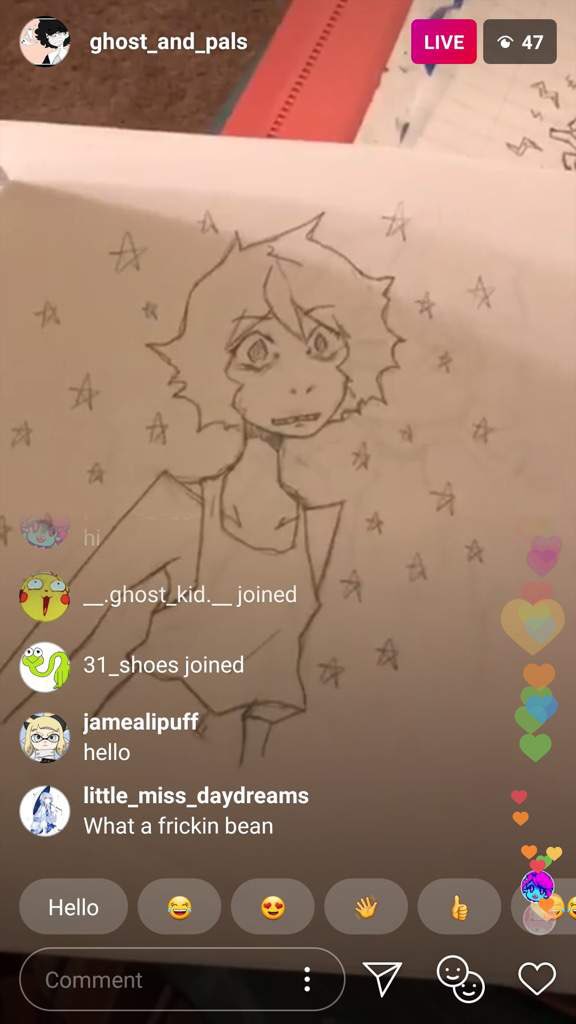 ghost_and_pals
LIVE
47
hi
__.ghost_kid.__ joined
31_shoes joined
jamealipuff
hello
little_miss_daydreams
What a frickin bean
Hello
Comment